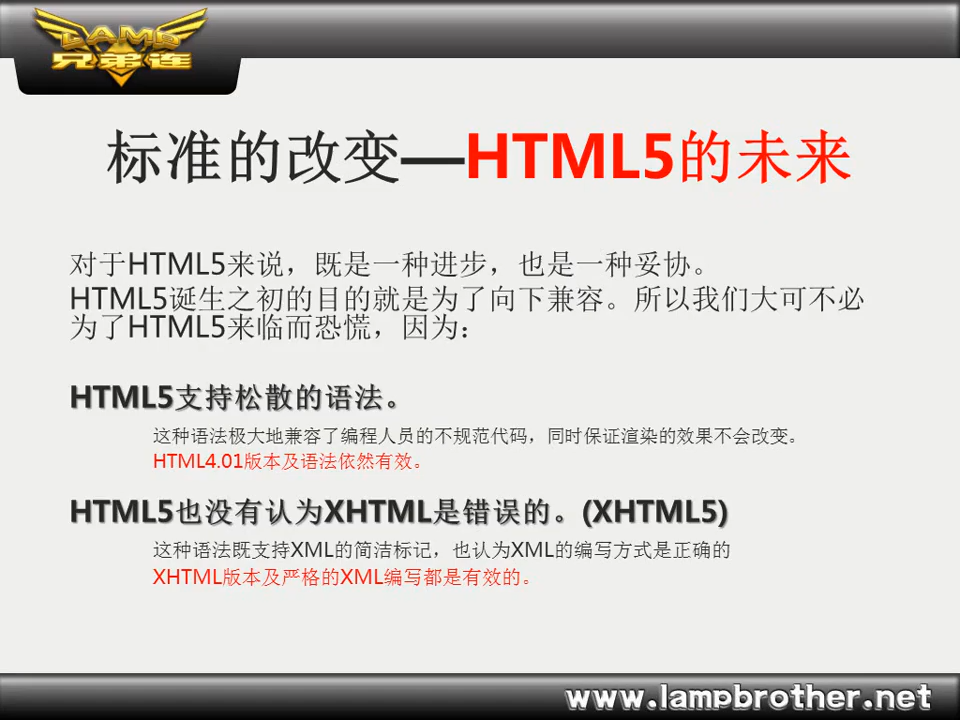 LAMP
兄弟连
标准的改变—HTML5的未来
对于HTML5来说，既是一种进步，也是一种妥协。
HTML5诞生之初的目的就是为了向下兼容。所以我们大可不必
为了HTML5来临而恐慌，因为：
HTML5支持松散的语法。
这种语法极大地兼容了编程人员的不规范代码，同时保证渲染的效果不会改变。
HTML4.01版本及语法依然有效。
HTML5也没有认为XHTML是错误的。(XHTML5)
这种语法既支持XML的简洁标记，也认为XML的编写方式是正确的
XHTML版本及严格的XML编写都是有效的。
www.lampbrother.net